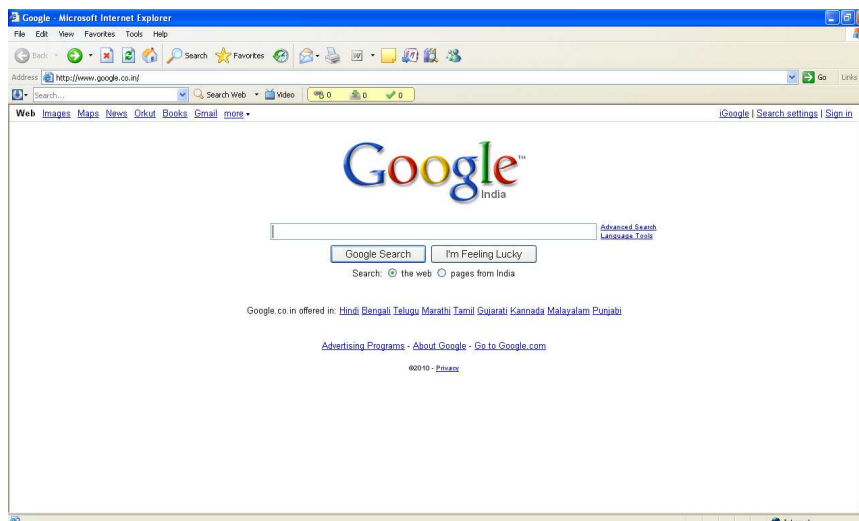 Google - Microsoft Internet Explorer
File Edit View Favorites Tools Help
Back Search Favorites
Address http://www.google.co.in/ Go Links
Search... Search Web Video 0 0 0
Web Images Maps News Orkut Books Gmail more iGoogle | Search settings | Sign in
Google™
India
Advanced Search
Language Tools
Google Search I'm Feeling Lucky
Search: the web pages from India
Google.co.in offered in: Hindi Bengali Telugu Marathi Tamil Gujarati Kannada Malayalam Punjabi
Advertising Programs - About Google - Go to Google.com
©2010 - Privacy